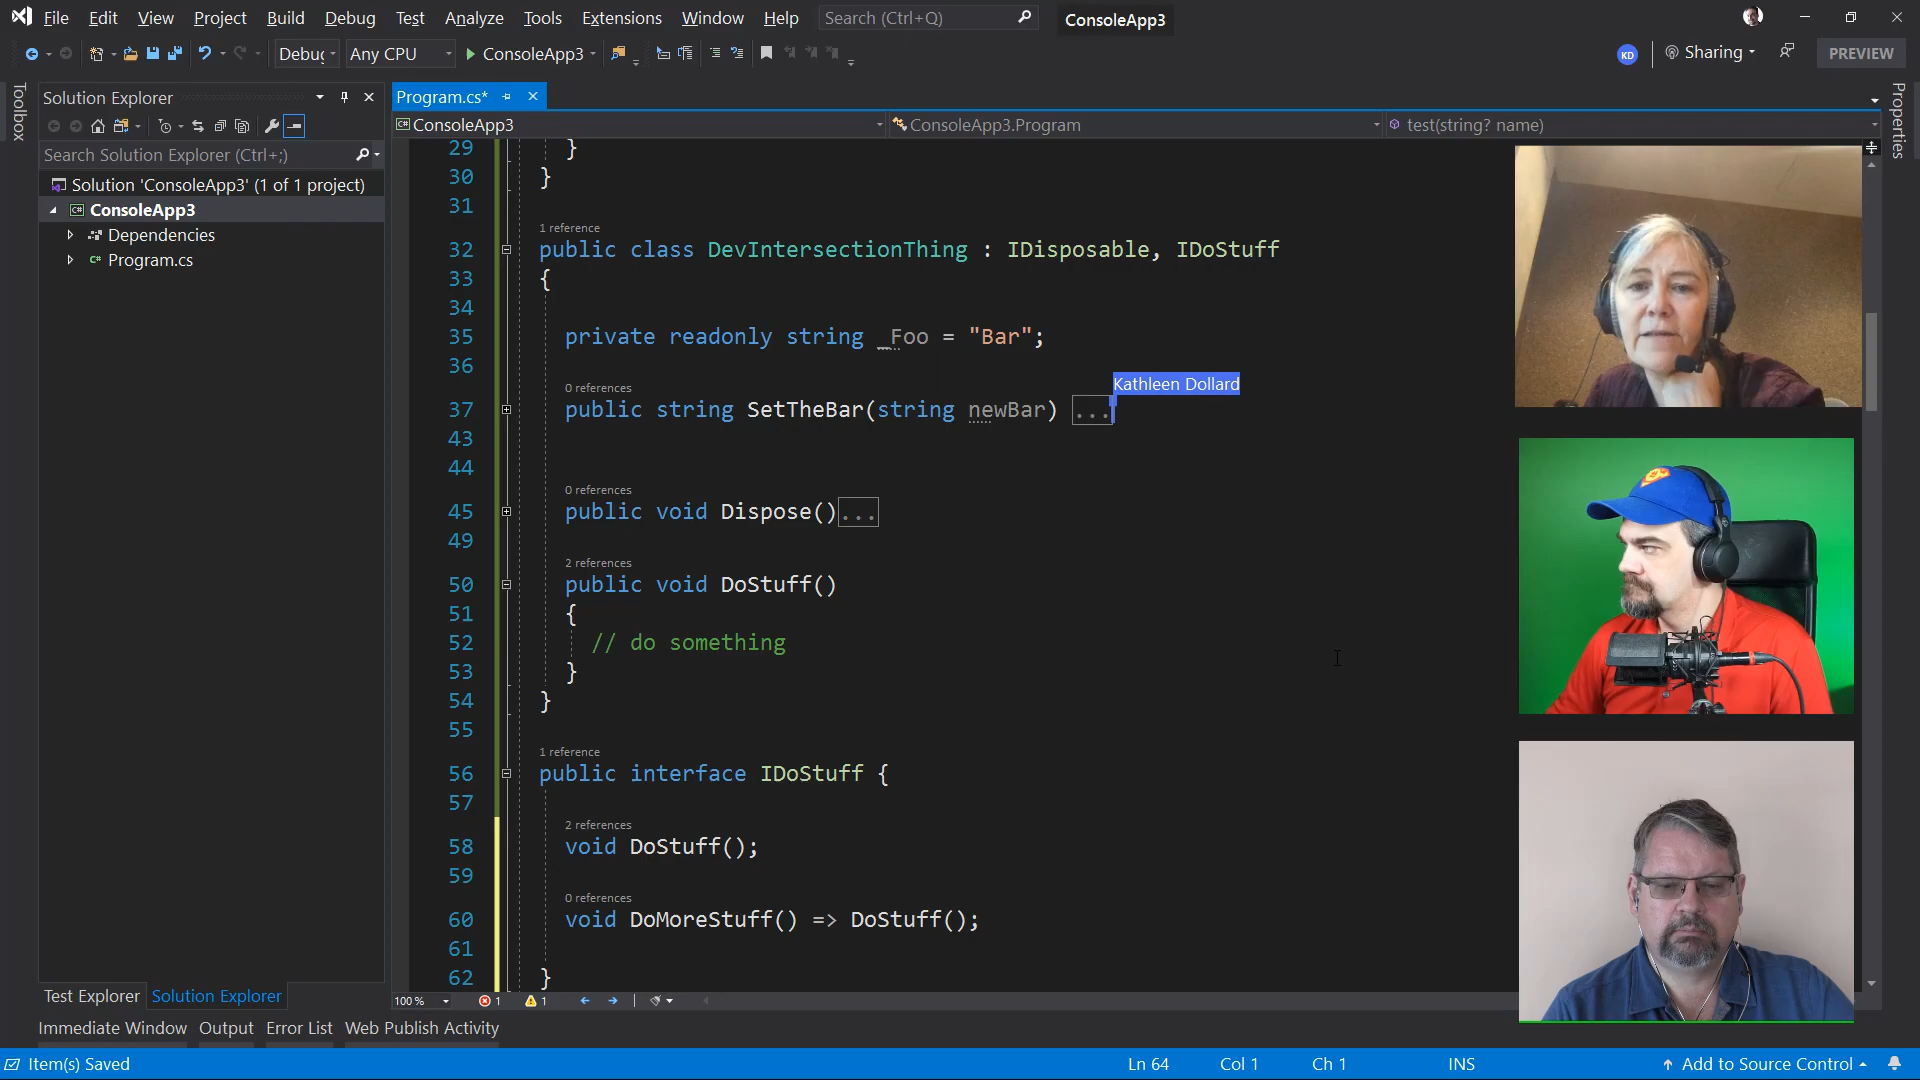 File Edit View Project Build Debug Test Analyze Tools Extensions Window Help Search (Ctrl+Q) ConsoleApp3
Debug Any CPU ConsoleApp3 KD Sharing PREVIEW
Toolbox
Solution Explorer
Search Solution Explorer (Ctrl+;)
Solution 'ConsoleApp3' (1 of 1 project)
ConsoleApp3
Dependencies
Program.cs
Program.cs*
ConsoleApp3 ConsoleApp3.Program test(string? name)
Properties
29 }
30 }
31
1 reference
32 public class DevIntersectionThing : IDisposable, IDoStuff
33 {
34
35 private readonly string _Foo = "Bar";
36
Kathleen Dollard
0 references
37 public string SetTheBar(string newBar) ...
43
44
0 references
45 public void Dispose()...
49
2 references
50 public void DoStuff()
51 {
52 // do something
53 }
54 }
55
1 reference
56 public interface IDoStuff {
57
2 references
58 void DoStuff();
59
0 references
60 void DoMoreStuff() => DoStuff();
61
62 }
100 % 1 1
Test Explorer Solution Explorer
Immediate Window Output Error List Web Publish Activity
Item(s) Saved Ln 64 Col 1 Ch 1 INS Add to Source Control